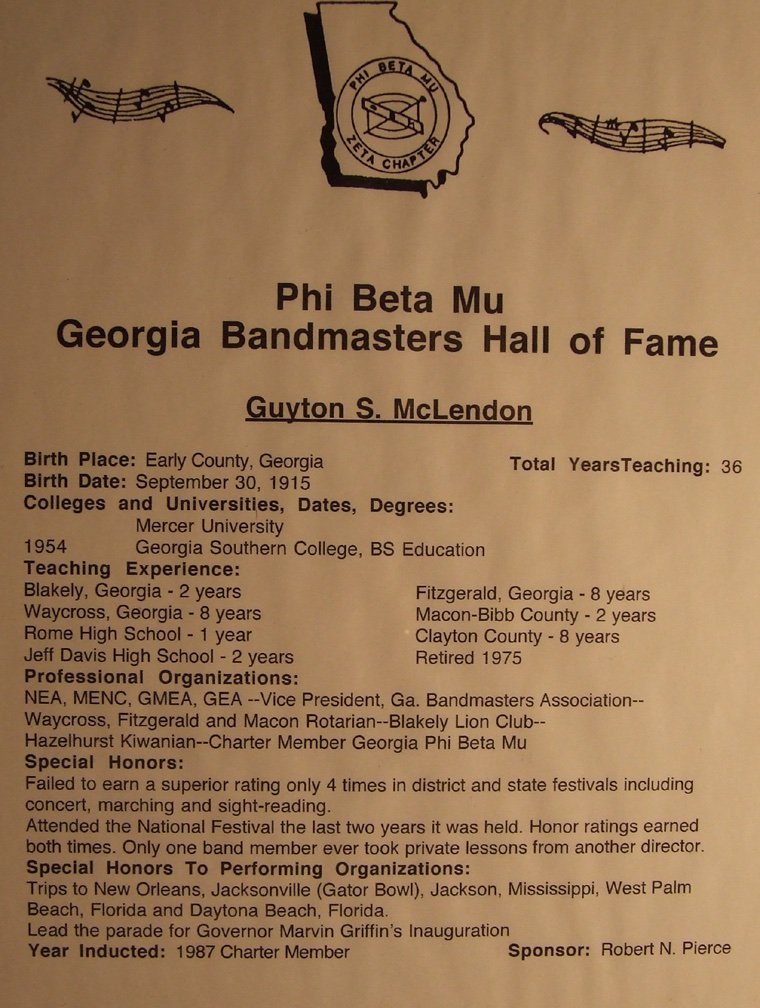 PHI BETA MU
ZETA CHAPTER
Phi Beta Mu
Georgia Bandmasters Hall of Fame
Guyton S. McLendon
Birth Place: Early County, Georgia Total YearsTeaching: 36
Birth Date: September 30, 1915
Colleges and Universities, Dates, Degrees:
Mercer University
1954 Georgia Southern College, BS Education
Teaching Experience:
Blakely, Georgia - 2 years Fitzgerald, Georgia - 8 years
Waycross, Georgia - 8 years Macon-Bibb County - 2 years
Rome High School - 1 year Clayton County - 8 years
Jeff Davis High School - 2 years Retired 1975
Professional Organizations:
NEA, MENC, GMEA, GEA --Vice President, Ga. Bandmasters Association--
Waycross, Fitzgerald and Macon Rotarian--Blakely Lion Club--
Hazelhurst Kiwanian--Charter Member Georgia Phi Beta Mu
Special Honors:
Failed to earn a superior rating only 4 times in district and state festivals including
concert, marching and sight-reading.
Attended the National Festival the last two years it was held. Honor ratings earned
both times. Only one band member ever took private lessons from another director.
Special Honors To Performing Organizations:
Trips to New Orleans, Jacksonville (Gator Bowl), Jackson, Mississippi, West Palm
Beach, Florida and Daytona Beach, Florida.
Lead the parade for Governor Marvin Griffin's Inauguration
Year Inducted: 1987 Charter Member Sponsor: Robert N. Pierce